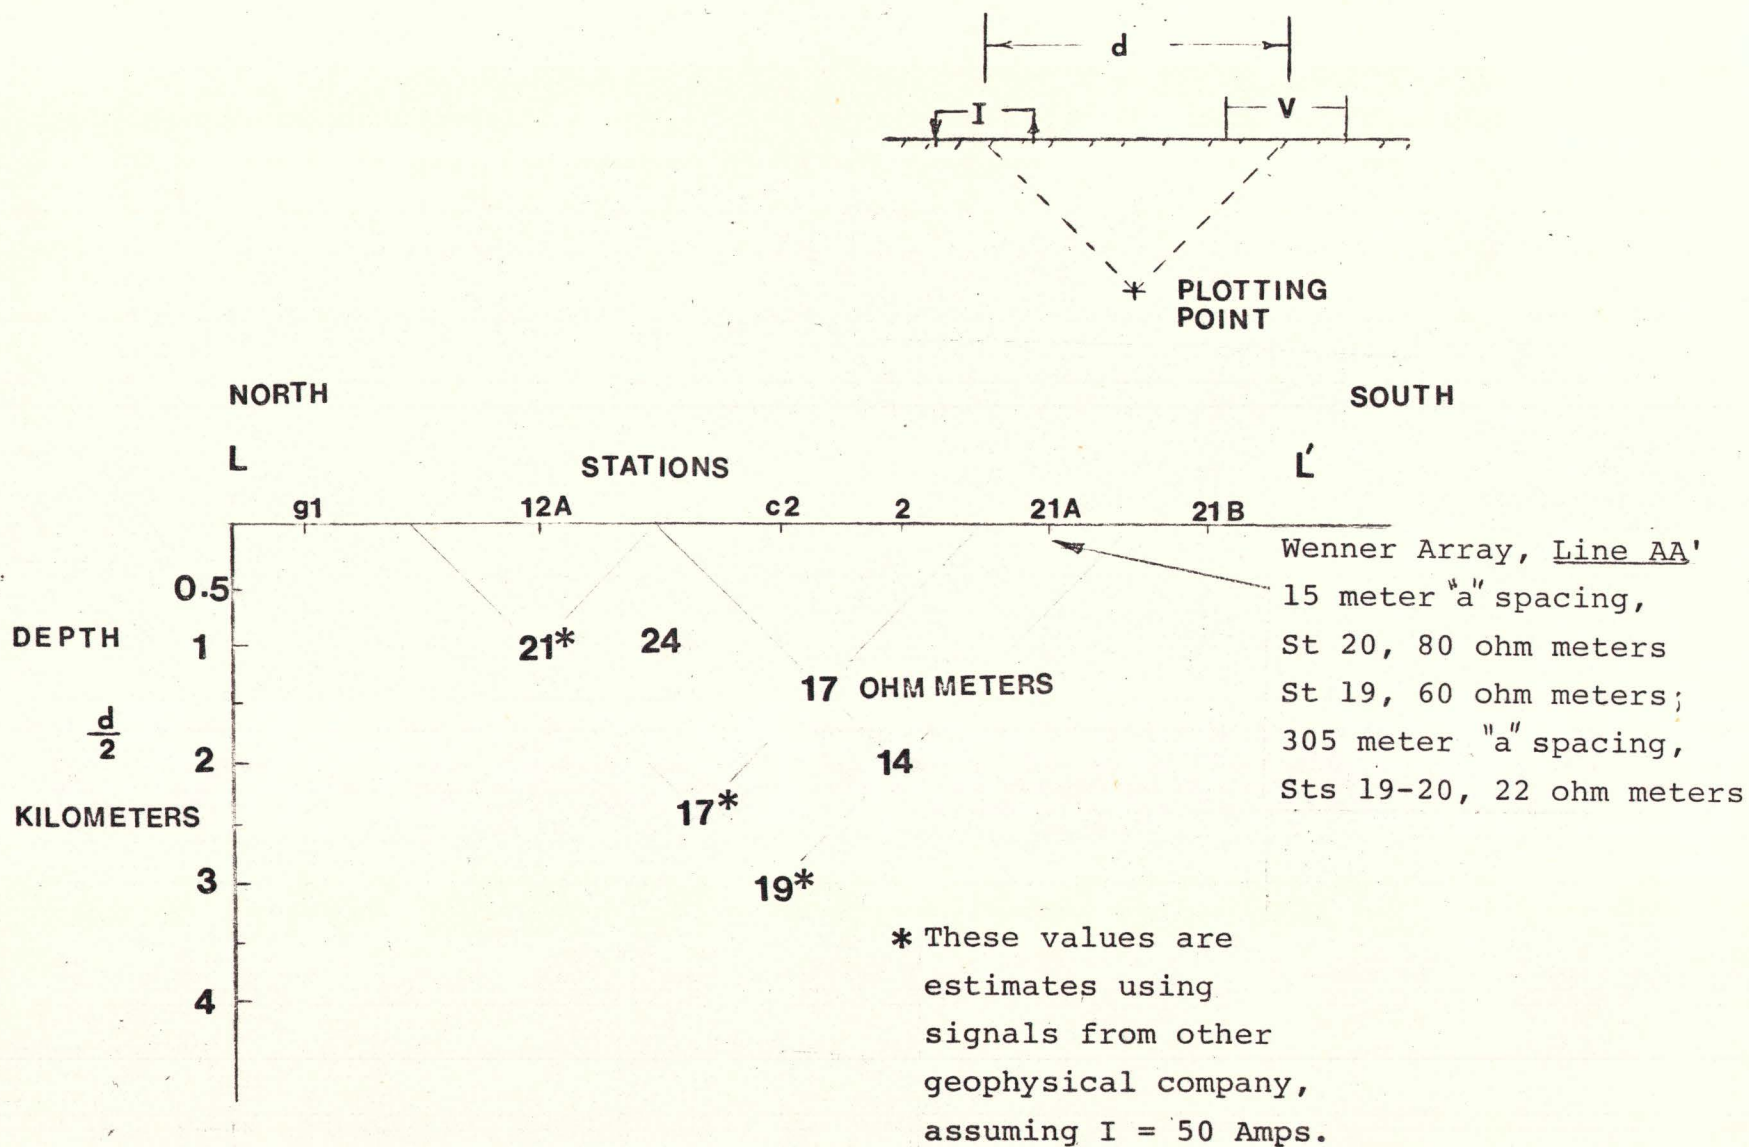 d
I V
PLOTTING
POINT
NORTH SOUTH
L STATIONS L'
g1 12A c2 2 21A 21B
Wenner Array, Line AA'
0.5 15 meter "a" spacing,
DEPTH 1 21* 24 St 20, 80 ohm meters
17 OHM METERS St 19, 60 ohm meters;
d/2 305 meter "a" spacing,
2 14
17* Sts 19-20, 22 ohm meters
KILOMETERS
3 19*
* These values are
estimates using
4 signals from other
geophysical company,
assuming I = 50 Amps.